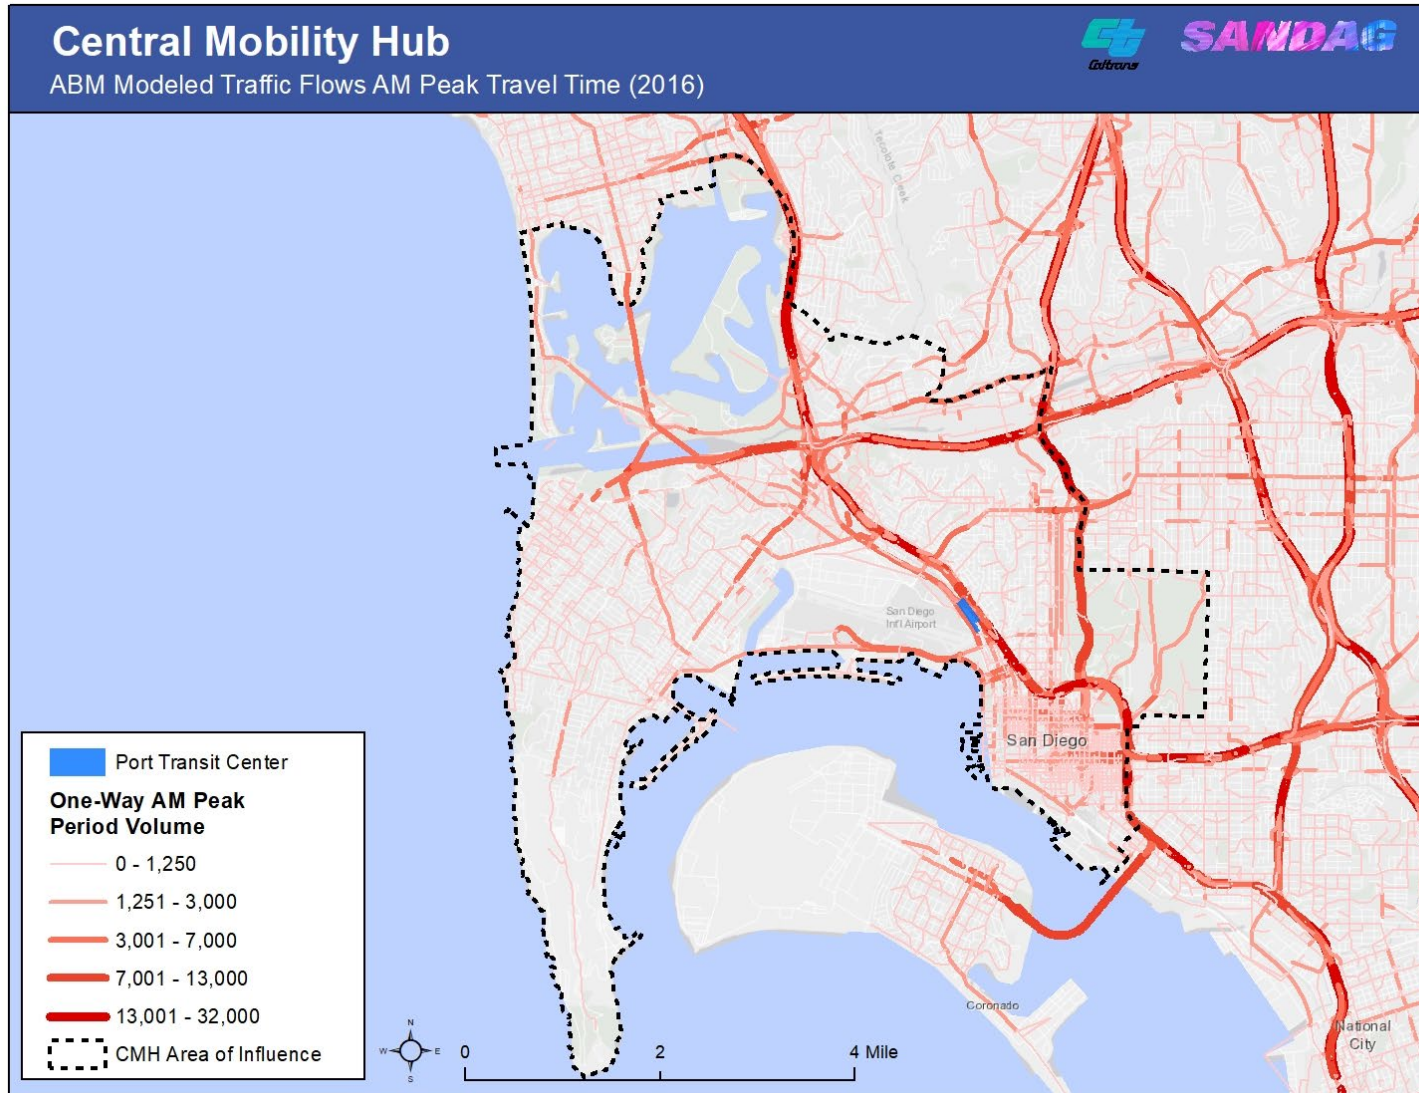 Central Mobility Hub
ABM Modeled Traffic Flows AM Peak Travel Time (2016)
Caltrans
SANDAG
Tecolote Creek
San Diego
Int'l Airport
San Diego
Coronado
National
City
Port Transit Center
One-Way AM Peak
Period Volume
0 - 1,250
1,251 - 3,000
3,001 - 7,000
7,001 - 13,000
13,001 - 32,000
CMH Area of Influence
N
W
E
S
0
2
4 Mile